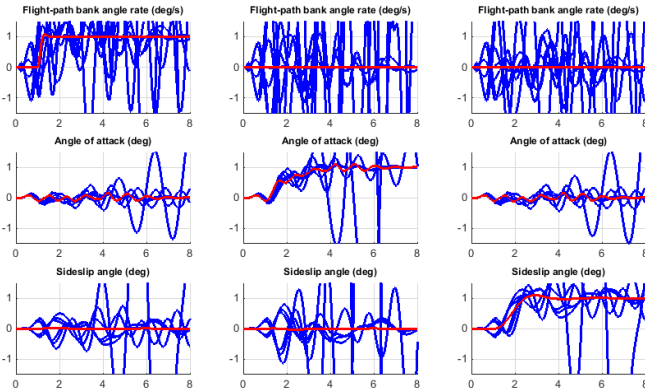 Flight-path bank angle rate (deg/s) Flight-path bank angle rate (deg/s) Flight-path bank angle rate (deg/s)
1 1 1
0 0 0
-1 -1 -1
0 2 4 6 8 0 2 4 6 8 0 2 4 6 8
Angle of attack (deg) Angle of attack (deg) Angle of attack (deg)
1 1 1
0 0 0
-1 -1 -1
0 2 4 6 8 0 2 4 6 8 0 2 4 6 8
Sideslip angle (deg) Sideslip angle (deg) Sideslip angle (deg)
1 1 1
0 0 0
-1 -1 -1
0 2 4 6 8 0 2 4 6 8 0 2 4 6 8